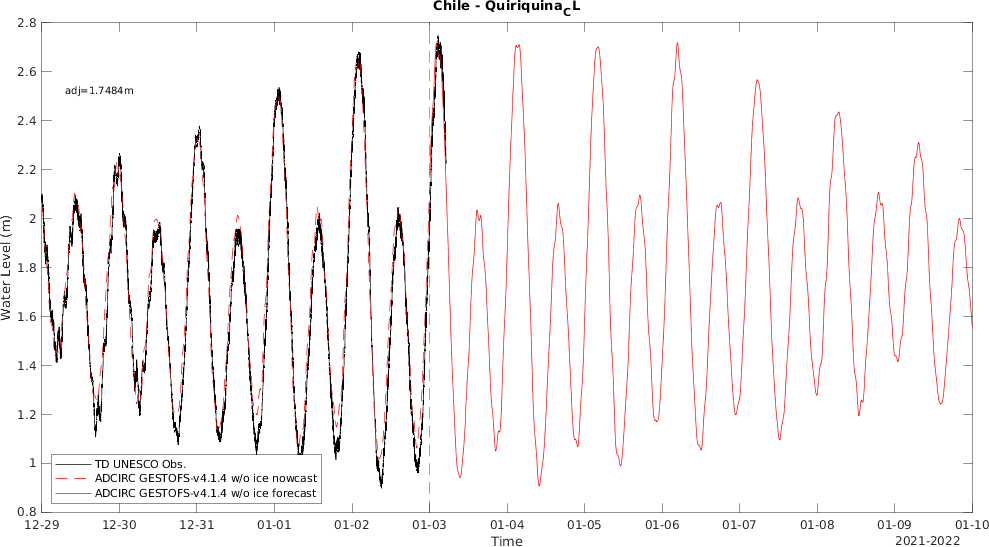 Chile - Quiriquina_CL
2.8
2.6
2.4
2.2
2
1.8
1.6
1.4
1.2
1
0.8
Water Level (m)
adj=1.7484m
TD UNESCO Obs.
ADCIRC GESTOFS-v4.1.4 w/o ice nowcast
ADCIRC GESTOFS-v4.1.4 w/o ice forecast
12-29 12-30 12-31 01-01 01-02 01-03 01-04 01-05 01-06 01-07 01-08 01-09 01-10
Time
2021-2022